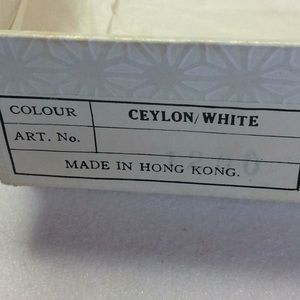 COLOUR CEYLON/WHITE
ART. No.
MADE IN HONG KONG.